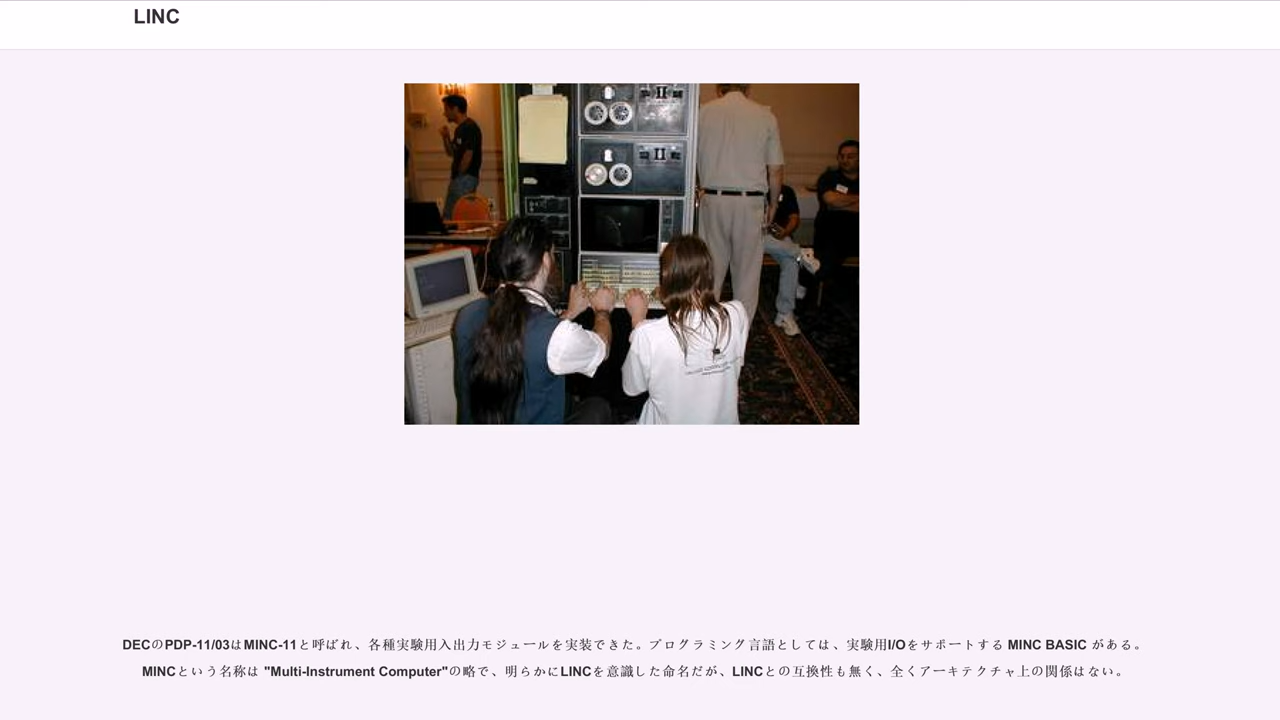 LINC
DECのPDP-11/03はMINC-11と呼ばれ、各種実験用入出力モジュールを実装できた。プログラミング言語としては、実験用I/Oをサポートする MINC BASIC がある。
MINCという名称は "Multi-Instrument Computer"の略で、明らかにLINCを意識した命名だが、LINCとの互換性も無く、全くアーキテクチャ上の関係はない。